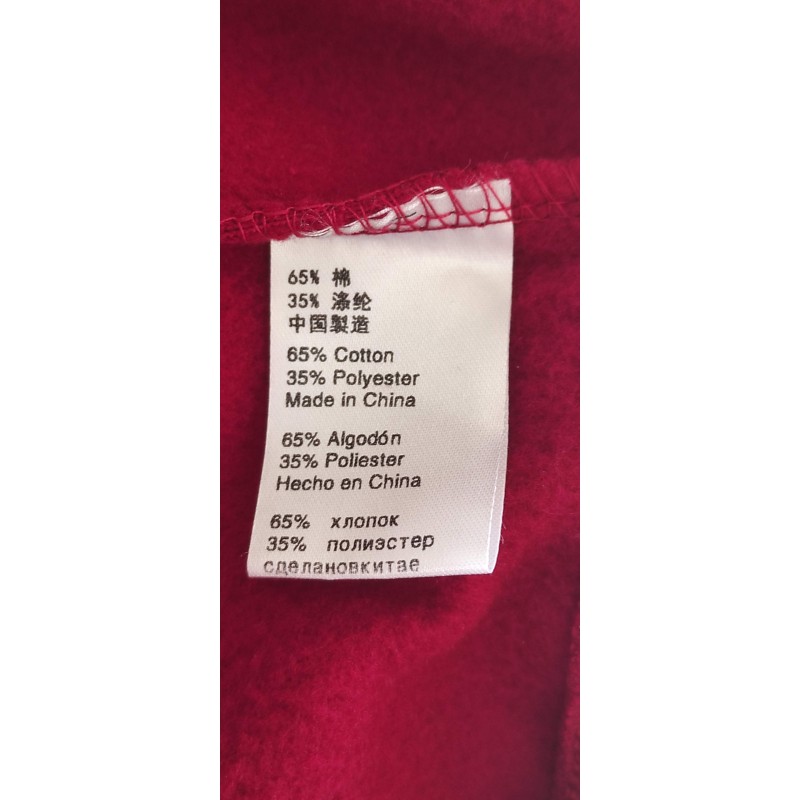 65% 棉
35% 涤纶
中国製造
65% Cotton
35% Polyester
Made in China
65% Algodón
35% Poliester
Hecho en China
65% хлопок
35% полиэстер
сделановкитае